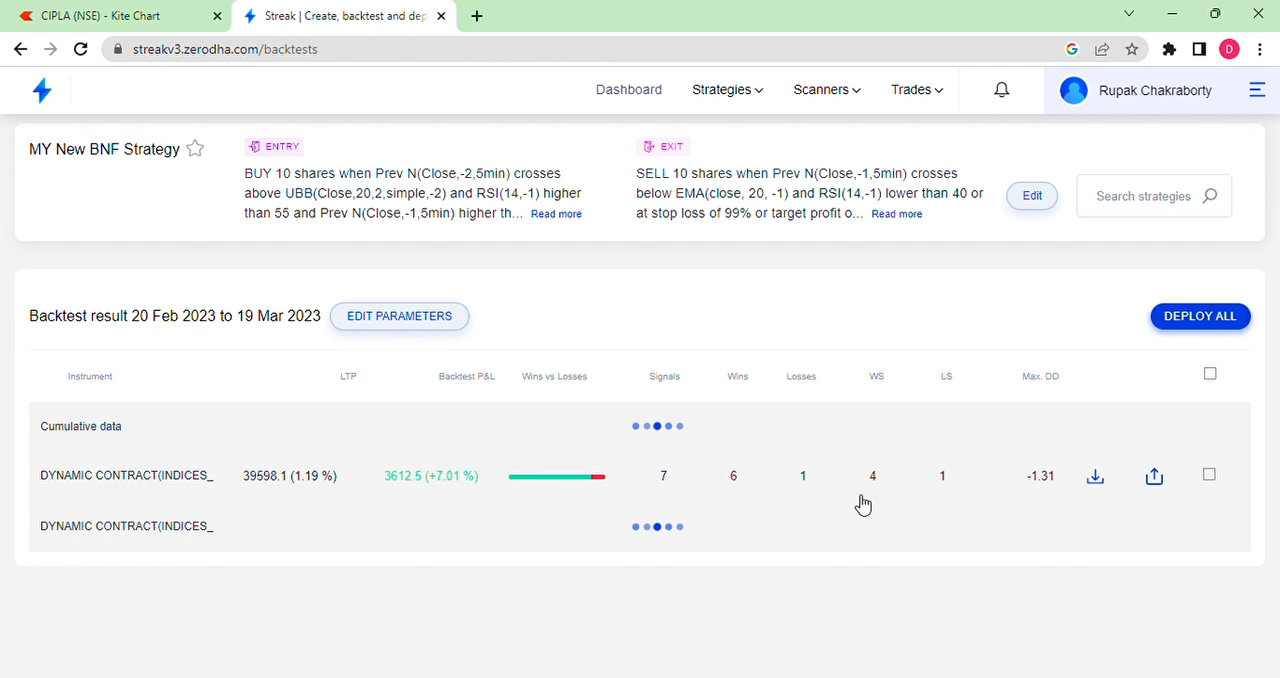 CIPLA (NSE) - Kite Chart
Streak | Create, backtest and dep
streakv3.zerodha.com/backtests
D
Dashboard Strategies Scanners Trades Rupak Chakraborty
MY New BNF Strategy
ENTRY
BUY 10 shares when Prev N(Close,-2,5min) crosses
above UBB(Close,20,2,simple,-2) and RSI(14,-1) higher
than 55 and Prev N(Close,-1,5min) higher th... Read more
EXIT
SELL 10 shares when Prev N(Close,-1,5min) crosses
below EMA(close, 20, -1) and RSI(14,-1) lower than 40 or
at stop loss of 99% or target profit o... Read more
Edit
Search strategies
Backtest result 20 Feb 2023 to 19 Mar 2023 EDIT PARAMETERS DEPLOY ALL
Instrument LTP Backtest P&L Wins vs Losses Signals Wins Losses WS LS Max. DD
Cumulative data
DYNAMIC CONTRACT(INDICES_ 39598.1 (1.19 %) 3612.5 (+7.01 %) 7 6 1 4 1 -1.31
DYNAMIC CONTRACT(INDICES_